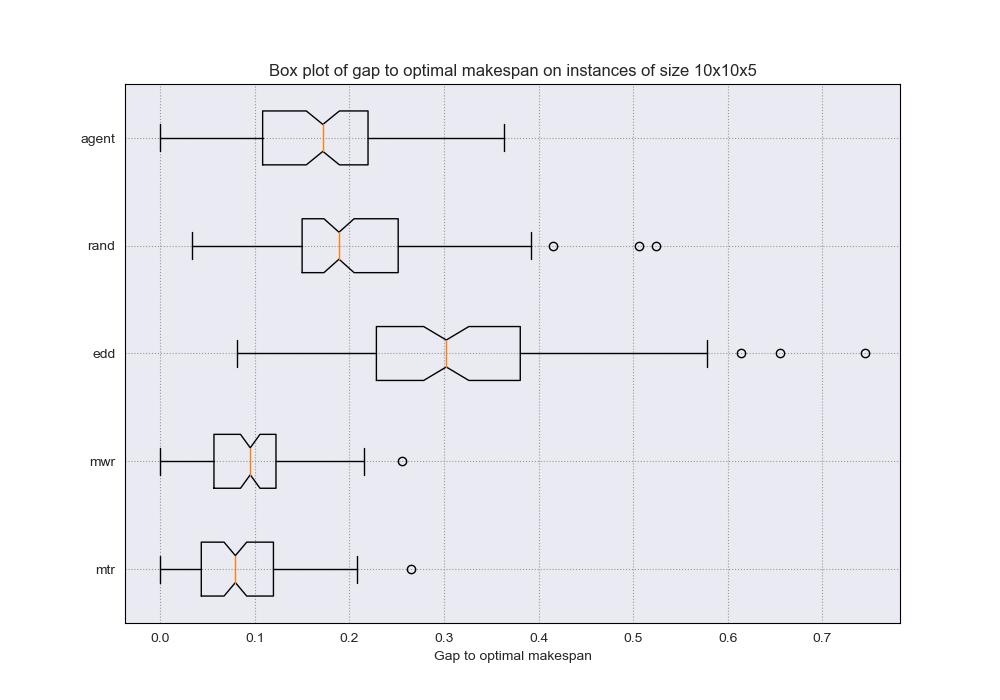 Box plot of gap to optimal makespan on instances of size 10x10x5
agent
rand
edd
mwr
mtr
0.0 0.1 0.2 0.3 0.4 0.5 0.6 0.7
Gap to optimal makespan